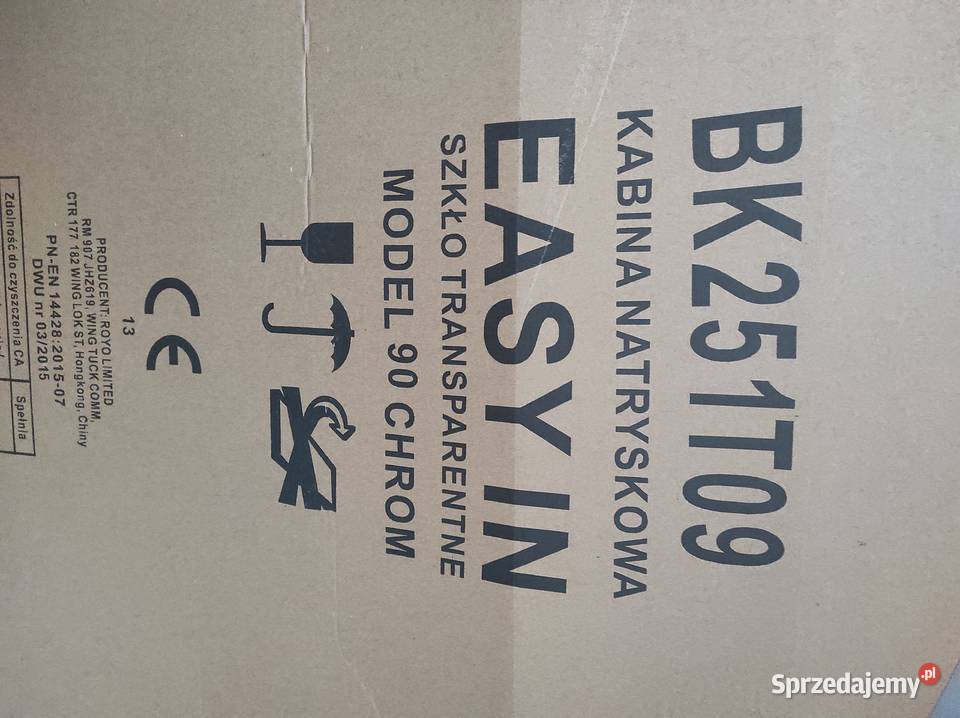 BK251T09
KABINA NATRYSKOWA
EASY IN
SZKŁO TRANSPARENTNE
MODEL 90 CHROM
CE
13
PRODUCENT: ROYO LIMITED
RM 907 JHZ619, WING TUCK COMM,
CTR 177 182 WING LOK ST, Hongkong, Chiny
PN-EN 14428:2015-07
DWU nr 03/2015
Zdolność do czyszczenia CA Spełnia
Sprzedajemy.pl